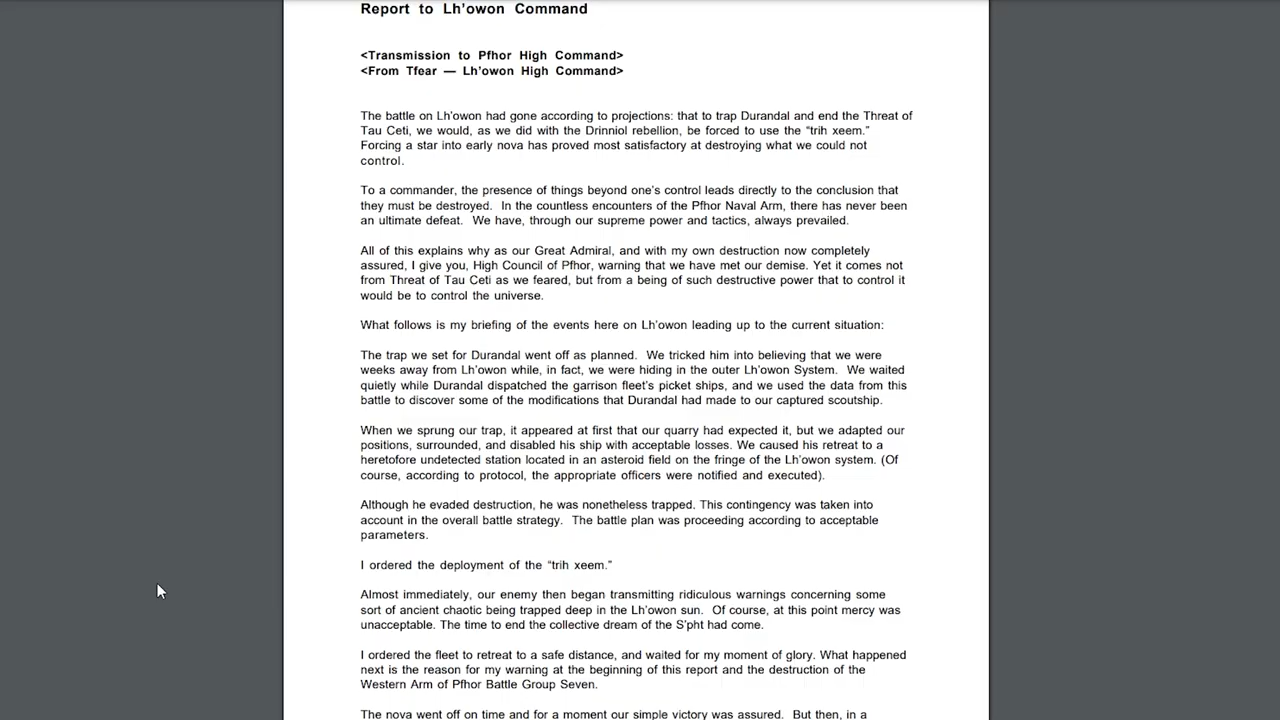 Report to Lh'owon Command
<Transmission to Pfhor High Command>
<From Tfear — Lh'owon High Command>
The battle on Lh'owon had gone according to projections: that to trap Durandal and end the Threat of
Tau Ceti, we would, as we did with the Drinniol rebellion, be forced to use the “trih xeem.”
Forcing a star into early nova has proved most satisfactory at destroying what we could not
control.
To a commander, the presence of things beyond one's control leads directly to the conclusion that
they must be destroyed.  In the countless encounters of the Pfhor Naval Arm, there has never been
an ultimate defeat.  We have, through our supreme power and tactics, always prevailed.
All of this explains why as our Great Admiral, and with my own destruction now completely
assured, I give you, High Council of Pfhor, warning that we have met our demise. Yet it comes not
from Threat of Tau Ceti as we feared, but from a being of such destructive power that to control it
would be to control the universe.
What follows is my briefing of the events here on Lh'owon leading up to the current situation:
The trap we set for Durandal went off as planned.  We tricked him into believing that we were
weeks away from Lh'owon while, in fact, we were hiding in the outer Lh'owon System.  We waited
quietly while Durandal dispatched the garrison fleet's picket ships, and we used the data from this
battle to discover some of the modifications that Durandal had made to our captured scoutship.
When we sprung our trap, it appeared at first that our quarry had expected it, but we adapted our
positions, surrounded, and disabled his ship with acceptable losses. We caused his retreat to a
heretofore undetected station located in an asteroid field on the fringe of the Lh'owon system. (Of
course, according to protocol, the appropriate officers were notified and executed).
Although he evaded destruction, he was nonetheless trapped. This contingency was taken into
account in the overall battle strategy.  The battle plan was proceeding according to acceptable
parameters.
I ordered the deployment of the “trih xeem.”
Almost immediately, our enemy then began transmitting ridiculous warnings concerning some
sort of ancient chaotic being trapped deep in the Lh'owon sun.  Of course, at this point mercy was
unacceptable. The time to end the collective dream of the S'pht had come.
I ordered the fleet to retreat to a safe distance, and waited for my moment of glory. What happened
next is the reason for my warning at the beginning of this report and the destruction of the
Western Arm of Pfhor Battle Group Seven.
The nova went off on time and for a moment our simple victory was assured.  But then, in a